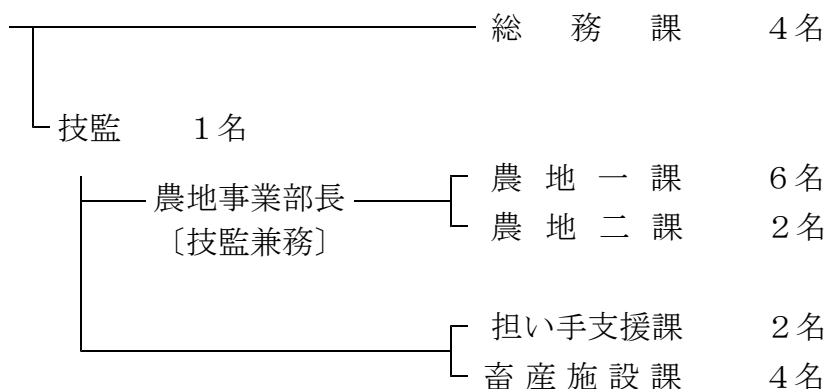 総務課 4名
技監 1名
農地一課 6名
農地事業部長
農地二課 2名
〔技監兼務〕
担い手支援課 2名
畜産施設課 4名